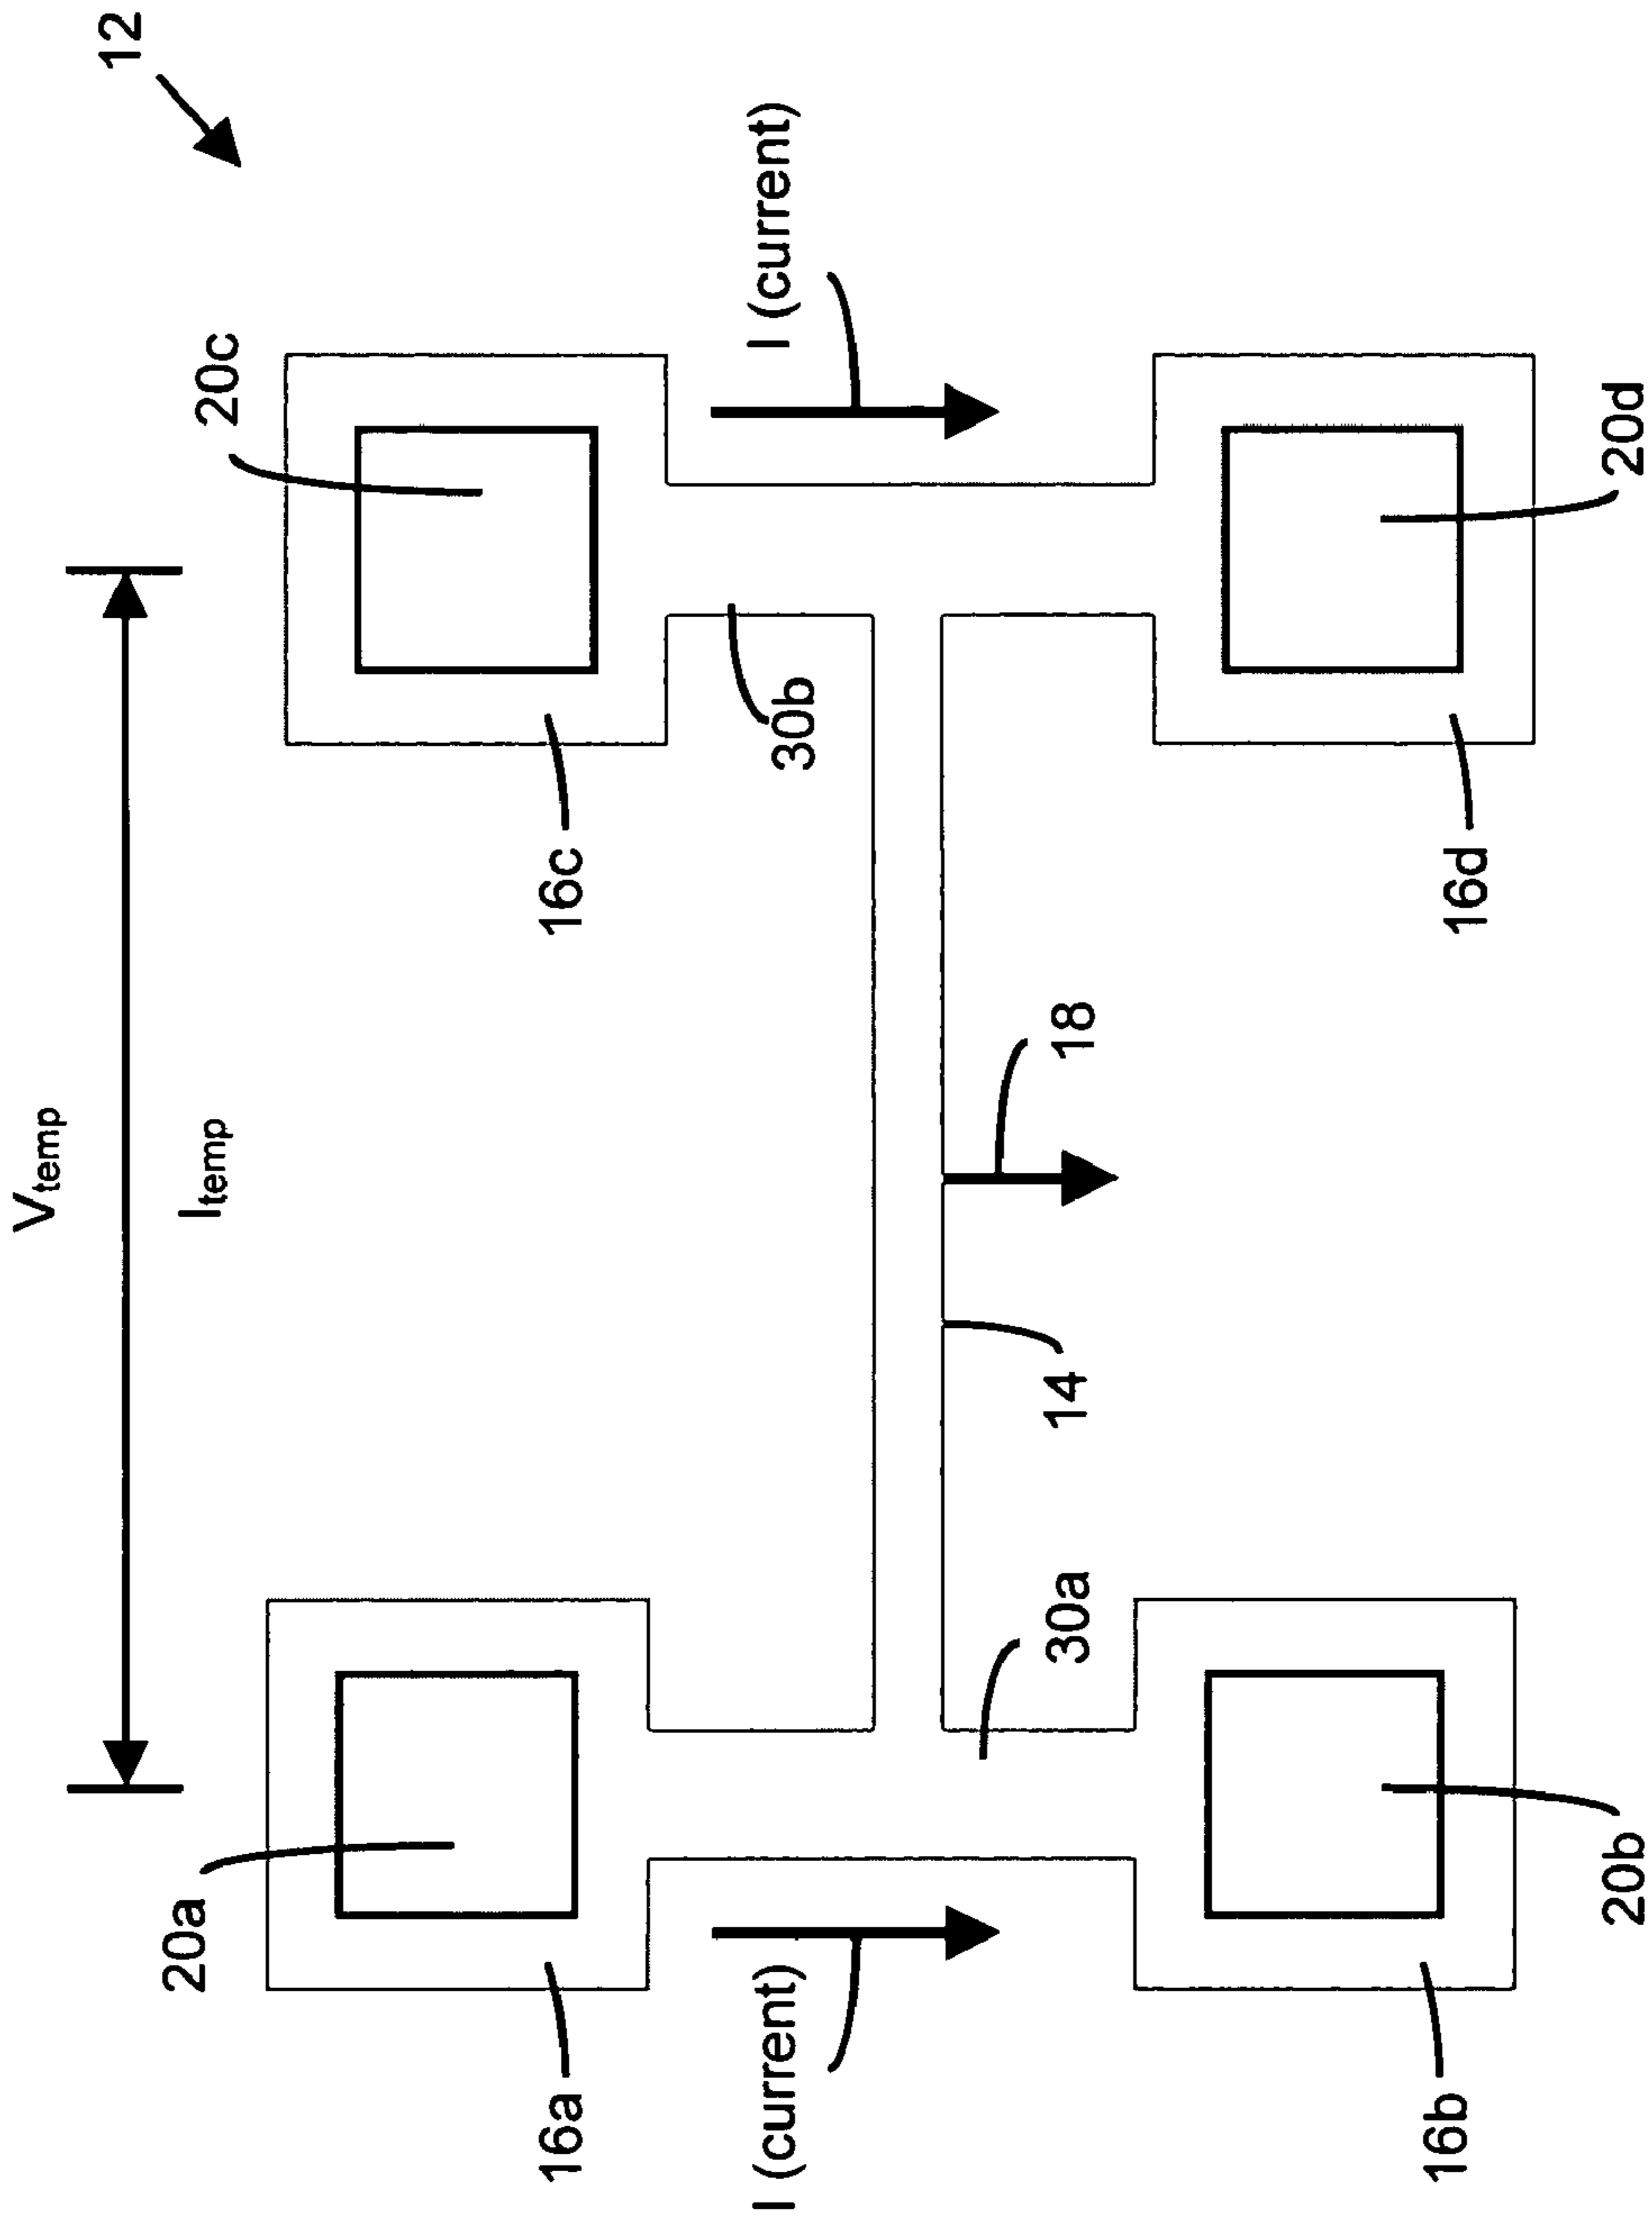 Vtemp
12
20a
Itemp
20c
16a
16c
I (current)
30b
I (current)
30a
14
18
16b
16d
20b
20d